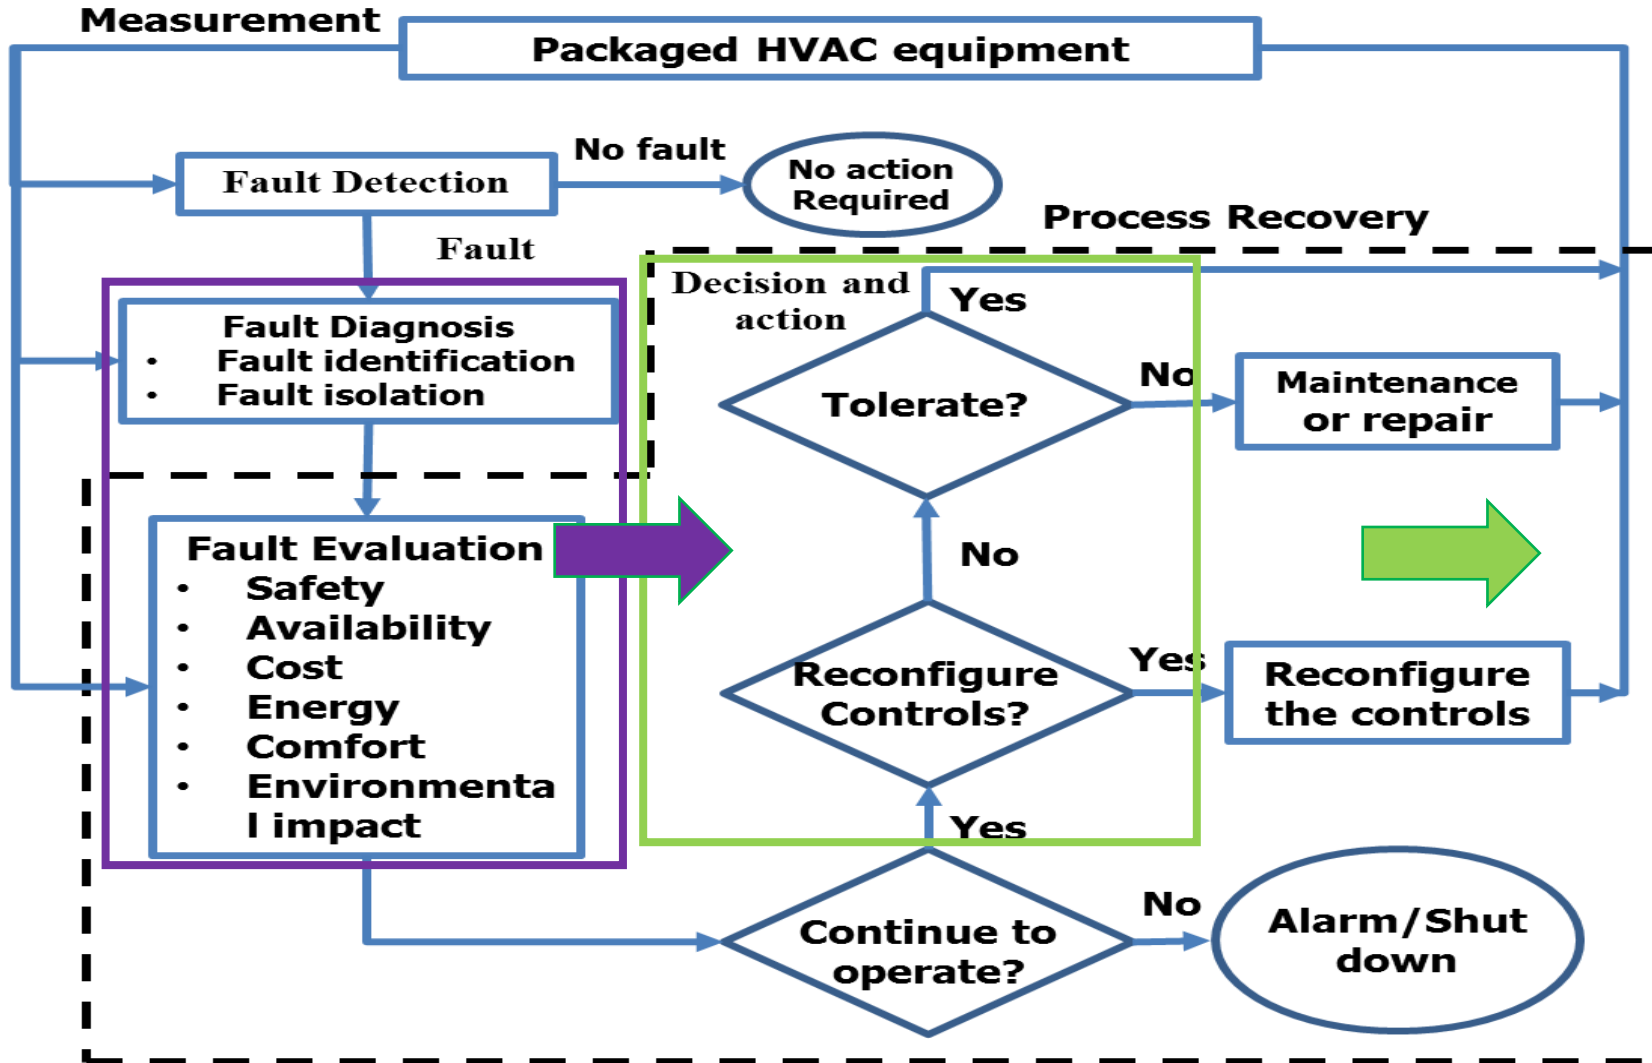 Measurement
Packaged HVAC equipment
No fault
Fault Detection
No action
Required
Process Recovery
Fault
Decision and
action
Yes
Fault Diagnosis
• Fault identification
• Fault isolation
Tolerate?
No
Maintenance
or repair
Fault Evaluation
• Safety
• Availability
• Cost
• Energy
• Comfort
• Environmenta
l impact
No
Reconfigure
Controls?
Yes
Reconfigure
the controls
Yes
Continue to
operate?
No
Alarm/Shut
down